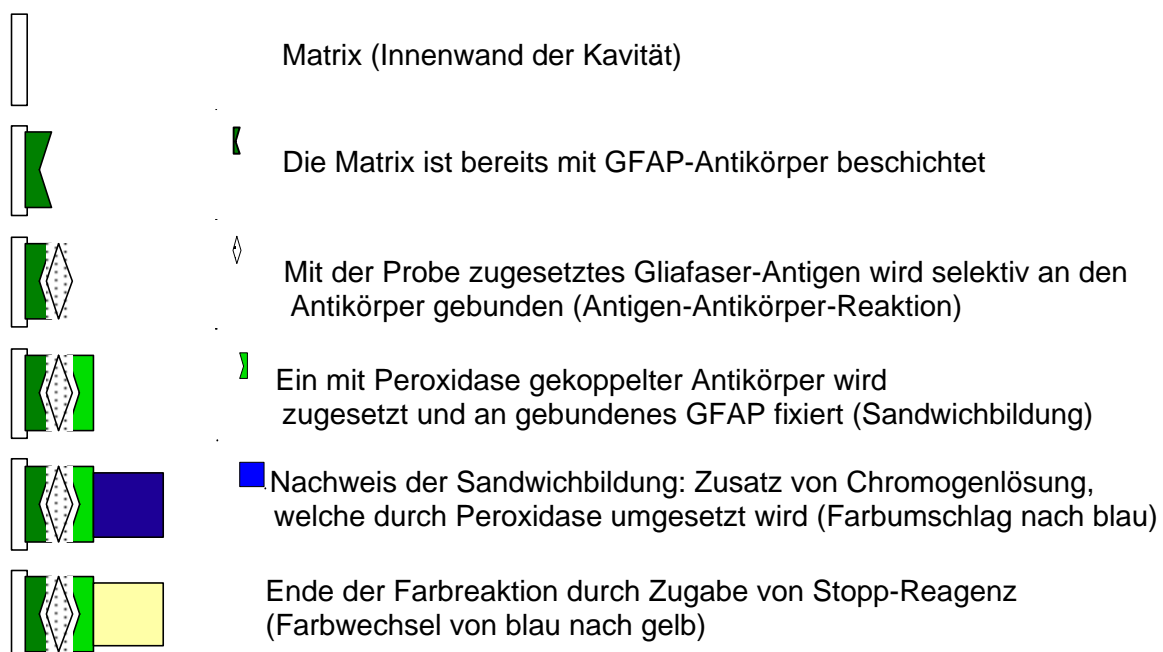 Matrix (Innenwand der Kavität)
Die Matrix ist bereits mit GFAP-Antikörper beschichtet
Mit der Probe zugesetztes Gliafaser-Antigen wird selektiv an den
Antikörper gebunden (Antigen-Antikörper-Reaktion)
Ein mit Peroxidase gekoppelter Antikörper wird
zugesetzt und an gebundenes GFAP fixiert (Sandwichbildung)
Nachweis der Sandwichbildung: Zusatz von Chromogenlösung,
welche durch Peroxidase umgesetzt wird (Farbumschlag nach blau)
Ende der Farbreaktion durch Zugabe von Stopp-Reagenz
(Farbwechsel von blau nach gelb)